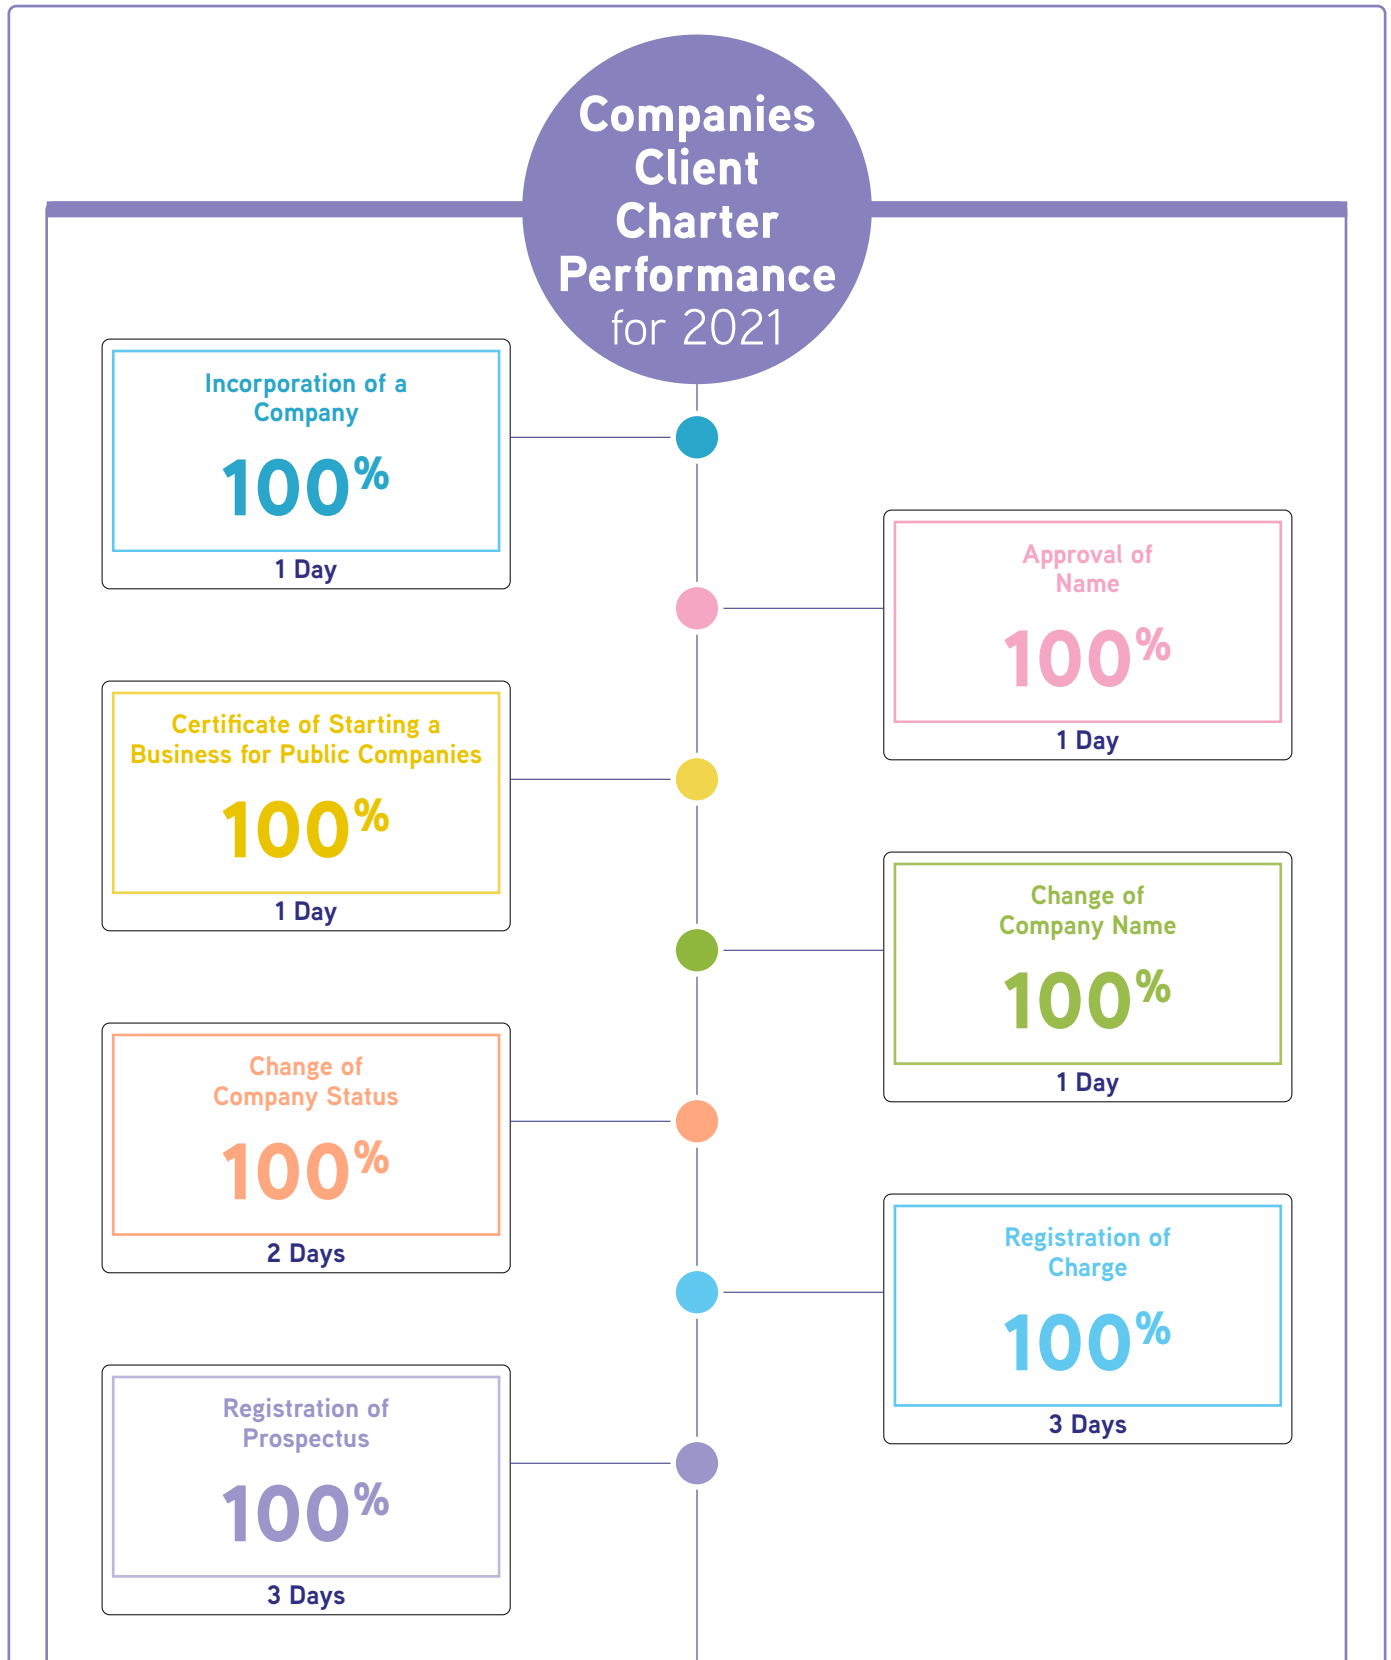 Companies
Client
Charter
Performance
for 2021
Incorporation of a
Company
100%
1 Day
Approval of
Name
100%
1 Day
Certificate of Starting a
Business for Public Companies
100%
1 Day
Change of
Company Name
100%
1 Day
Change of
Company Status
100%
2 Days
Registration of
Charge
100%
3 Days
Registration of
Prospectus
100%
3 Days